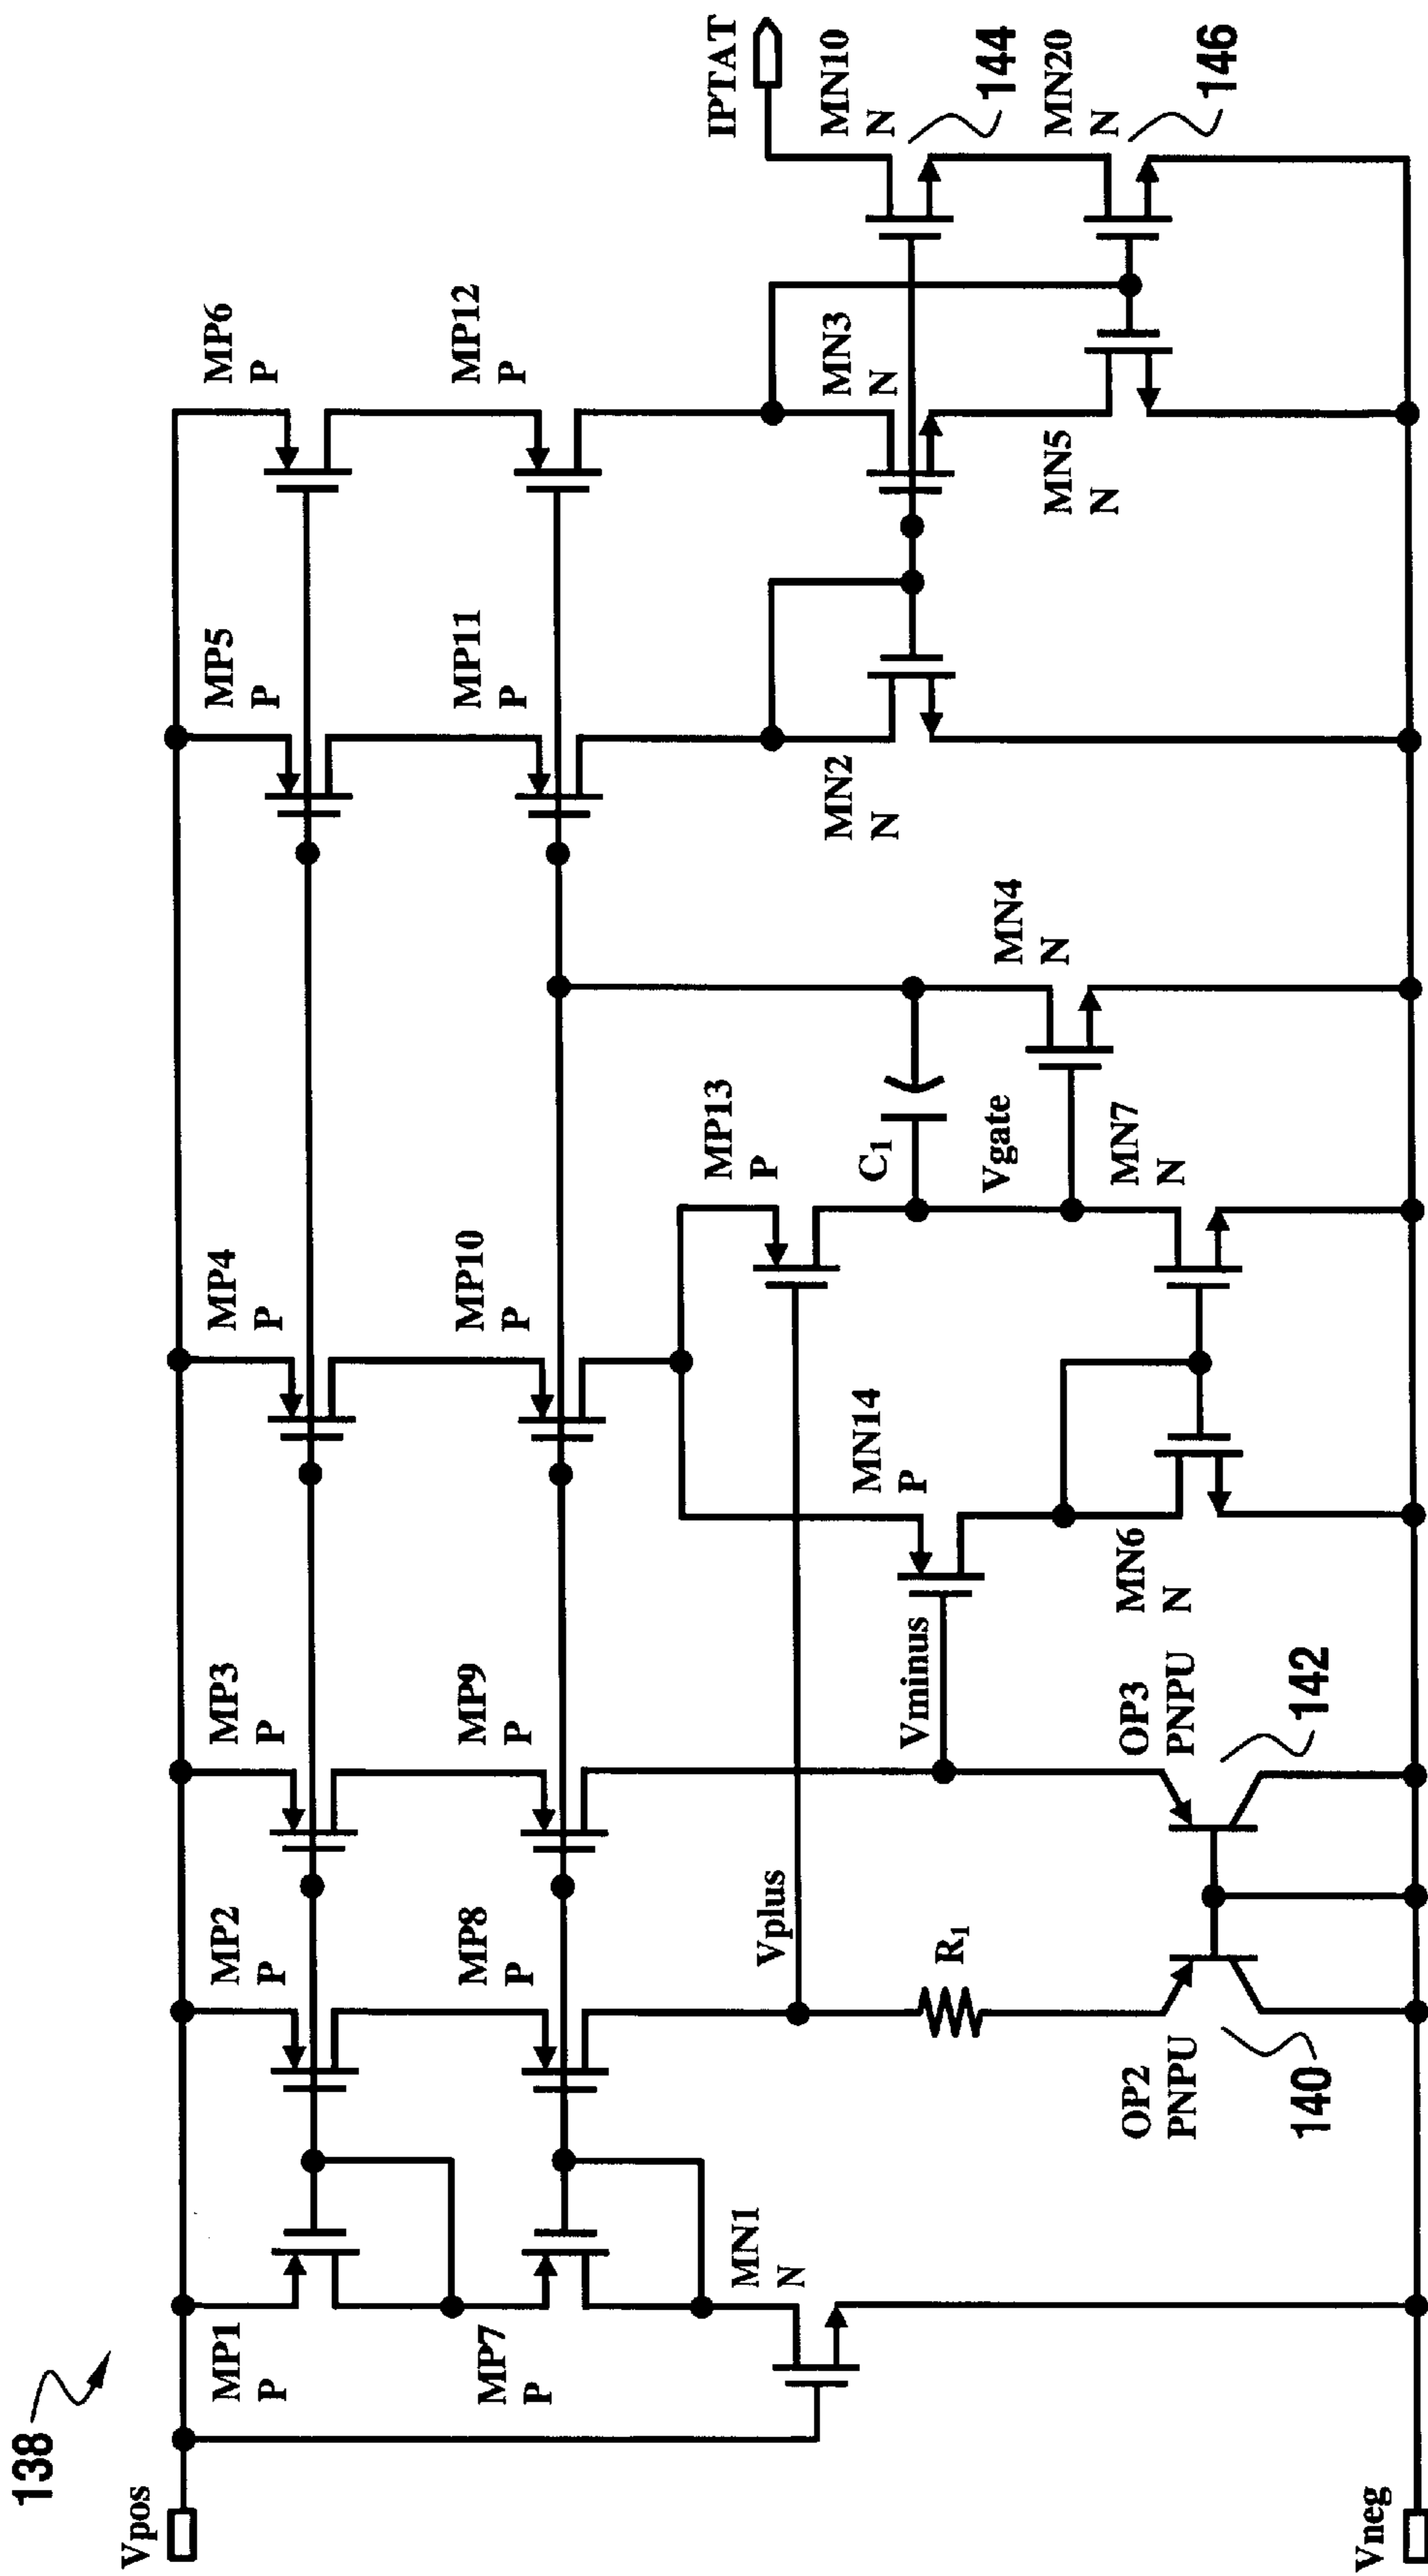 138
Vpos
MP1
P
MP2
P
MP3
P
MP4
P
MP5
P
MP6
P
MP7
P
MP8
P
MP9
P
MP10
P
MP11
P
MP12
P
IPTAT
MN1
N
Vplus
Vminus
MN14
P
MP13
P
C1
Vgate
MN4
N
MN2
N
MN3
N
MN10
N
144
R1
MN5
N
MN20
N
146
OP2
PNPU
140
OP3
PNPU
142
MN6
N
MN7
N
Vneg